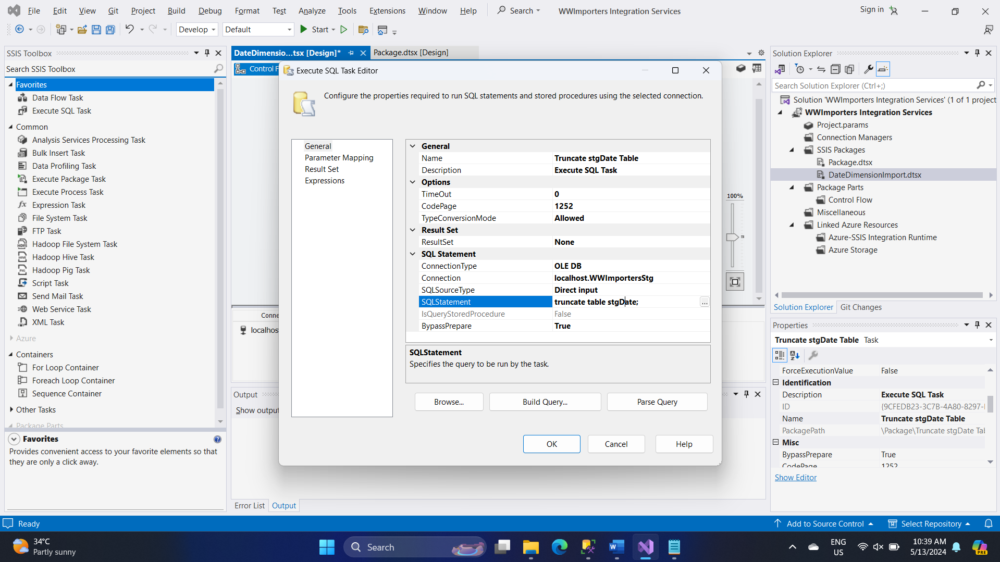 File Edit View Git Project Build Debug Format Test Analyze Tools Extensions Window Help Search WWImporters Integration Services Sign in
Develop Default Start
SSIS Toolbox
Search SSIS Toolbox
Favorites
Data Flow Task
Execute SQL Task
Common
Analysis Services Processing Task
Bulk Insert Task
Data Profiling Task
Execute Package Task
Execute Process Task
Expression Task
File System Task
FTP Task
Hadoop File System Task
Hadoop Hive Task
Hadoop Pig Task
Script Task
Send Mail Task
Web Service Task
XML Task
Azure
Containers
For Loop Container
Foreach Loop Container
Sequence Container
Other Tasks
Package Parts
Favorites
Provides convenient access to your favorite elements so that
they are only a click away.
DateDimensio...tsx [Design]* Package.dtsx [Design]
Control F
Conne
localhos
100%
Output
Show output
Error List Output
Execute SQL Task Editor
Configure the properties required to run SQL statements and stored procedures using the selected connection.
General
Parameter Mapping
Result Set
Expressions
General
Name Truncate stgDate Table
Description Execute SQL Task
Options
TimeOut 0
CodePage 1252
TypeConversionMode Allowed
Result Set
ResultSet None
SQL Statement
ConnectionType OLE DB
Connection localhost.WWImportersStg
SQLSourceType Direct input
SQLStatement truncate table stgDate; ...
IsQueryStoredProcedure False
BypassPrepare True
SQLStatement
Specifies the query to be run by the task.
Browse... Build Query... Parse Query
OK Cancel Help
Solution Explorer
Search Solution Explorer (Ctrl+;)
Solution 'WWImporters Integration Services' (1 of 1 project
WWImporters Integration Services
Project.params
Connection Managers
SSIS Packages
Package.dtsx
DateDimensionImport.dtsx
Package Parts
Control Flow
Miscellaneous
Linked Azure Resources
Azure-SSIS Integration Runtime
Azure Storage
Solution Explorer Git Changes
Properties
Truncate stgDate Table Task
ForceExecutionValue False
Identification
Description Execute SQL Task
ID {9CFEDB23-3C7B-4A80-8297-
Name Truncate stgDate Table
PackagePath \Package\Truncate stgDate Tal
Misc
BypassPrepare True
CodePage 1252
Show Editor
Ready Add to Source Control Select Repository
34°C
Partly sunny
Search
ENG
US
10:39 AM
5/13/2024
PRE